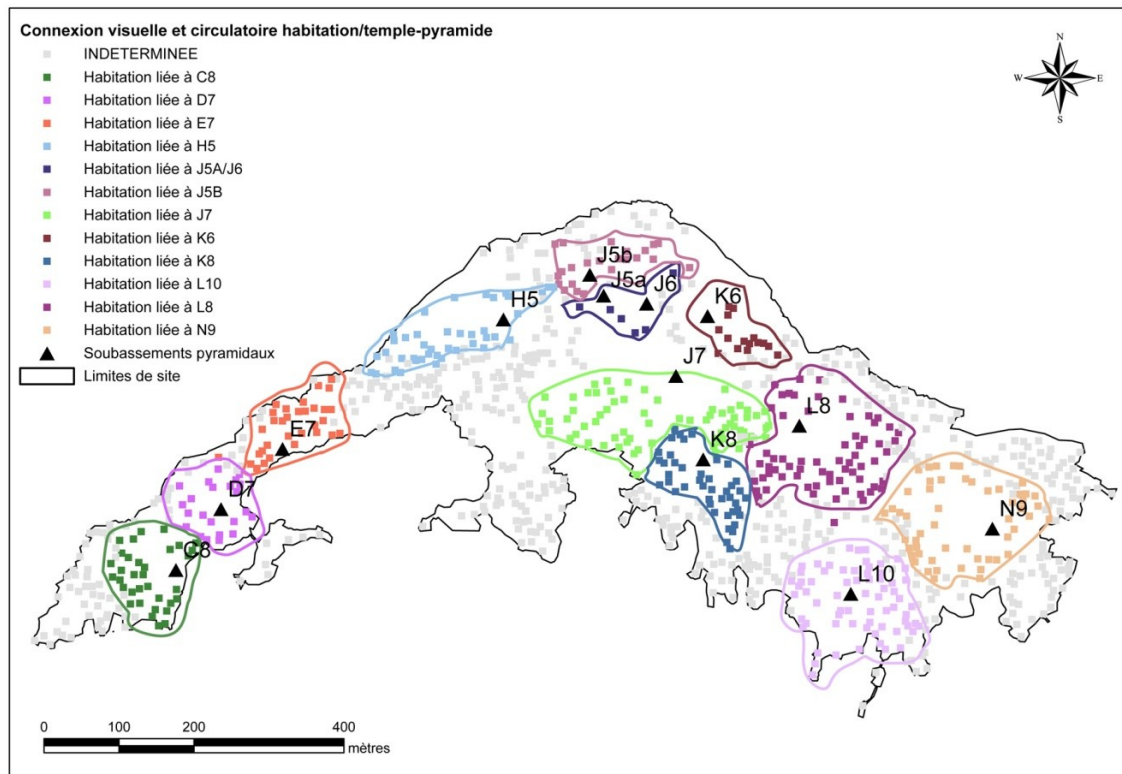 Connexion visuelle et circulatoire habitation/temple-pyramide
INDETERMINEE
Habitation liée à C8
Habitation liée à D7
Habitation liée à E7
Habitation liée à H5
Habitation liée à J5A/J6
Habitation liée à J5B
Habitation liée à J7
Habitation liée à K6
Habitation liée à K8
Habitation liée à L10
Habitation liée à L8
Habitation liée à N9
Soubassements pyramidaux
Limites de site
N
W
E
S
J5b
J5a
J6
H5
K6
J7
L8
E7
K8
D7
N9
C8
L10
0 100 200 400
mètres